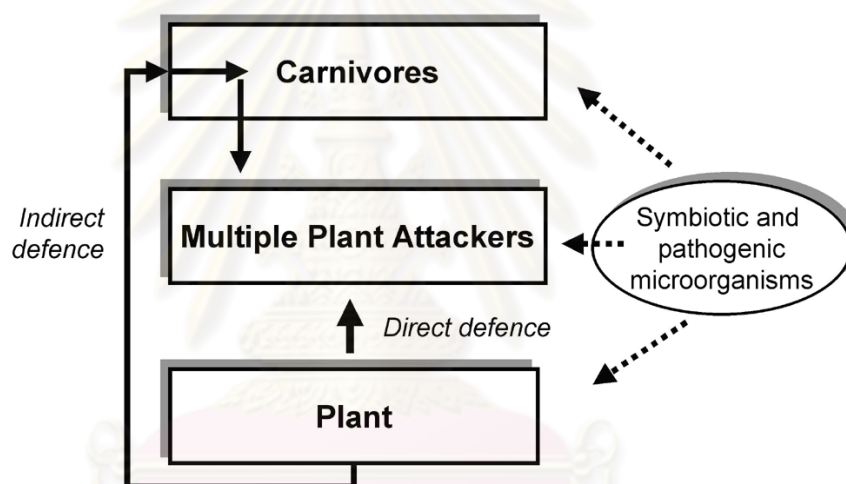 Carnivores
Indirect
defence
Multiple Plant Attackers
Symbiotic and
pathogenic
microorganisms
Direct defence
Plant